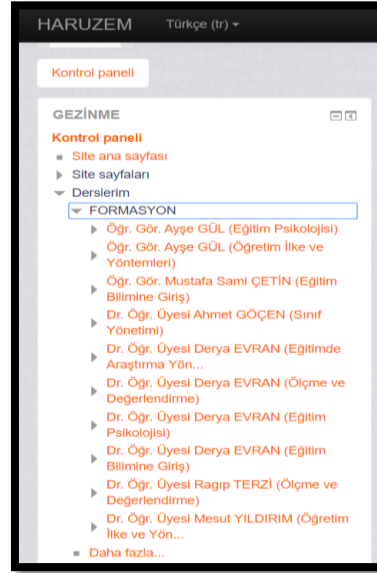 HARUZEM Türkçe (tr)
Kontrol paneli
GEZİNME
Kontrol paneli
Site ana sayfası
Site sayfaları
Derslerim
FORMASYON
Öğr. Gör. Ayşe GÜL (Eğitim Psikolojisi)
Öğr. Gör. Ayşe GÜL (Öğretim İlke ve
Yöntemleri)
Öğr. Gör. Mustafa Sami ÇETİN (Eğitim
Bilimine Giriş)
Dr. Öğr. Üyesi Ahmet GÖÇEN (Sınıf
Yönetimi)
Dr. Öğr. Üyesi Derya EVRAN (Eğitimde
Araştırma Yön...
Dr. Öğr. Üyesi Derya EVRAN (Ölçme ve
Değerlendirme)
Dr. Öğr. Üyesi Derya EVRAN (Eğitim
Psikolojisi)
Dr. Öğr. Üyesi Derya EVRAN (Eğitim
Bilimine Giriş)
Dr. Öğr. Üyesi Ragıp TERZİ (Ölçme ve
Değerlendirme)
Dr. Öğr. Üyesi Mesut YILDIRIM (Öğretim
İlke ve Yön...
Daha fazla...